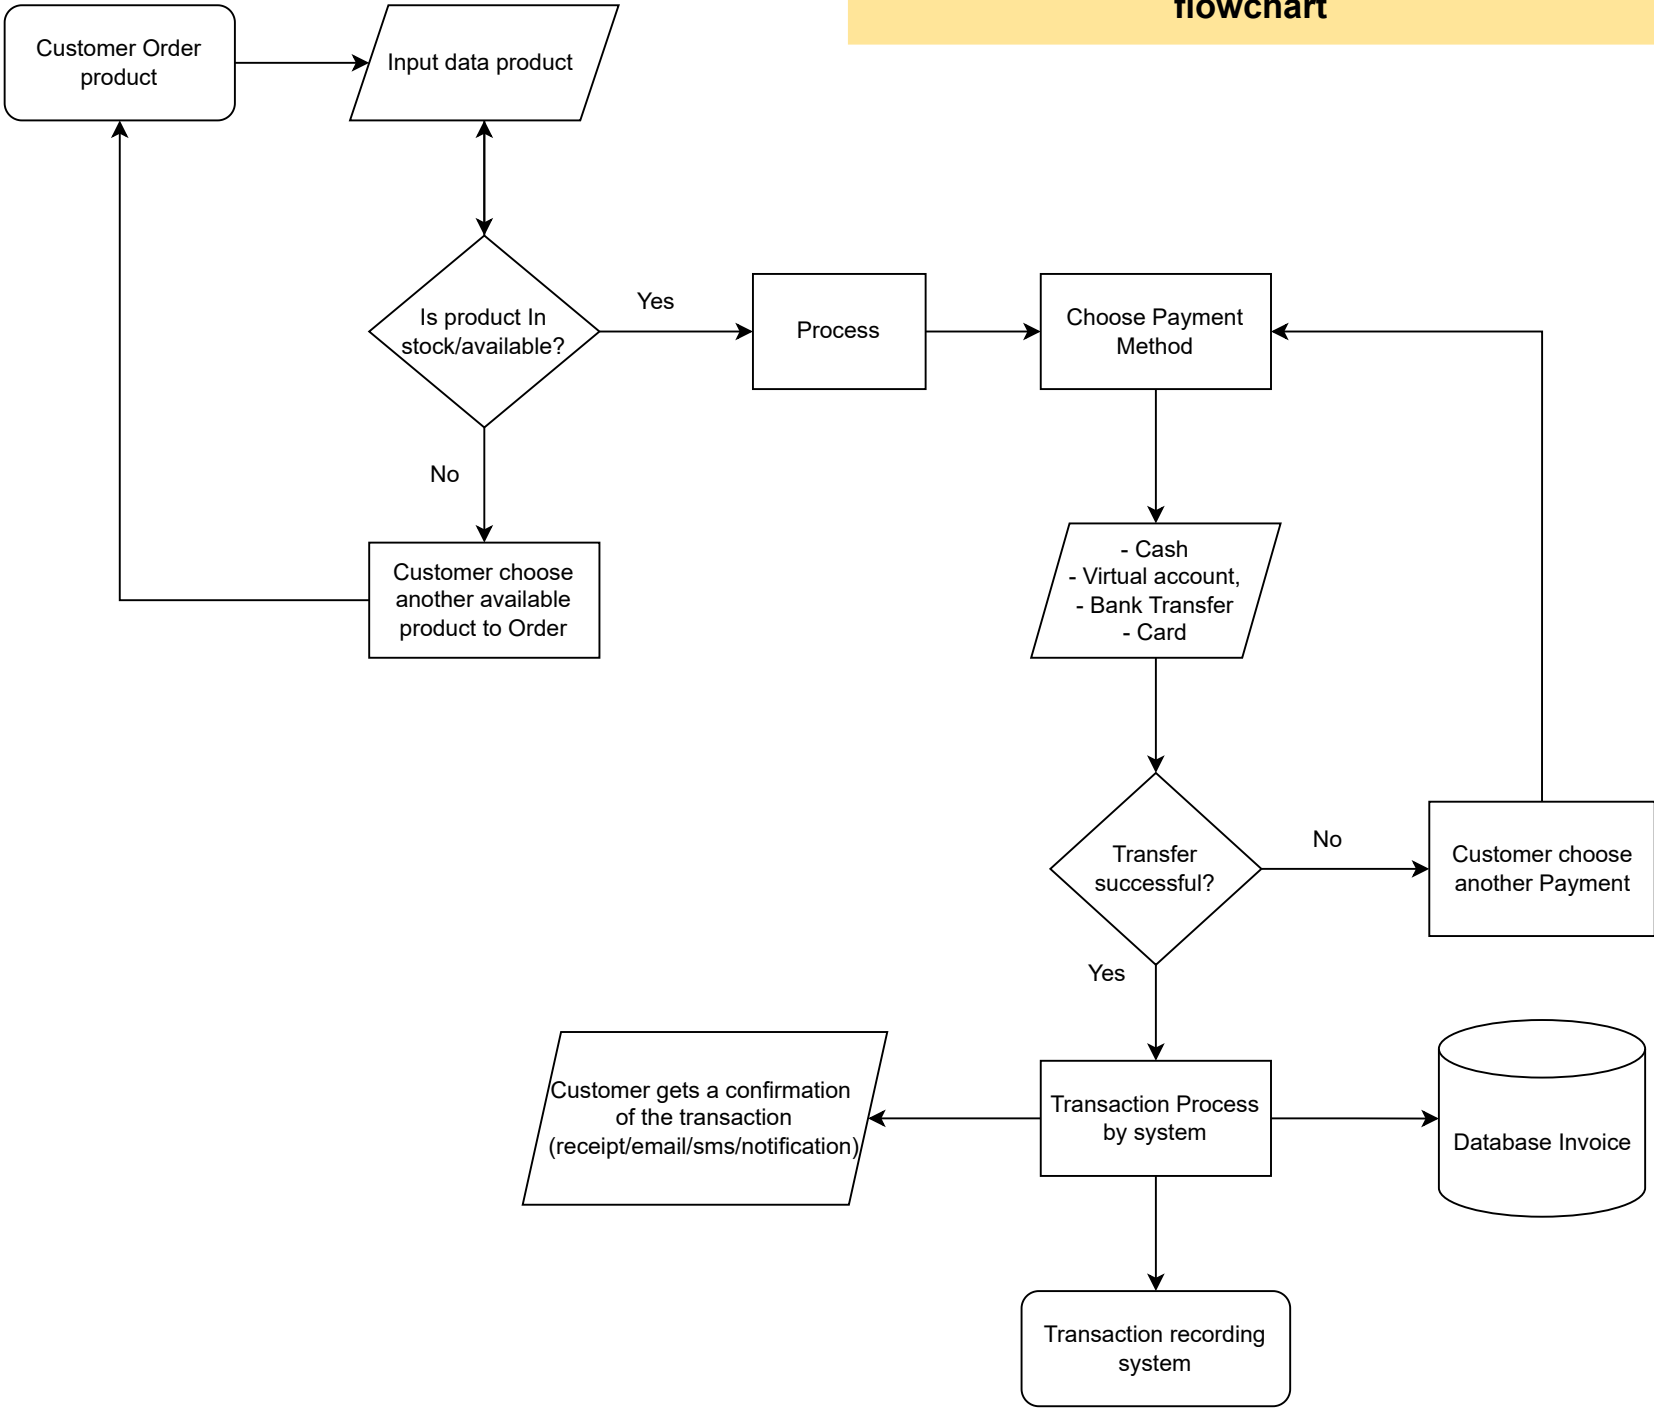 flowchart
Customer Order
product
Input data product
Is product In
stock/available?
Yes
Process
Choose Payment
Method
No
Customer choose
another available
product to Order
- Cash
- Virtual account,
- Bank Transfer
- Card
Transfer
successful?
No
Customer choose
another Payment
Yes
Customer gets a confirmation
of the transaction
(receipt/email/sms/notification)
Transaction Process
by system
Database Invoice
Transaction recording
system